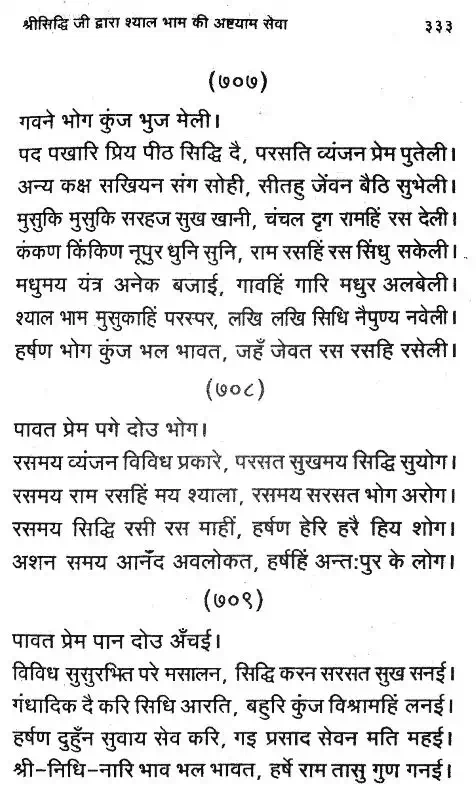 श्रीसिद्धि जी द्वारा श्याल भाम की अष्टयाम सेवा ३३३
(७०७)
गवने भोग कुंज भुज मेली।
पद पखारि प्रिय पीठ सिद्धि दै, परसति व्यंजन प्रेम पुतेली।
अन्य कक्ष सखियन संग सोही, सीतहु जेंवन बैठि सुभेली।
मुसुकि मुसुकि सरहज सुख खानी, चंचल दृग रामहिं रस देली।
कंकण किंकिण नूपुर धुनि सुनि, राम रसहिं रस सिंधु सकेली।
मधुमय यंत्र अनेक बजाई, गावहिं गारि मधुर अलबेली।
श्याल भाम मुसुकाहिं परस्पर, लखि लखि सिधि नैपुण्य नवेली।
हर्षण भोग कुंज भल भावत, जहँ जेवत रस रसहि रसेली।
(७०८)
पावत प्रेम पगे दोउ भोग।
रसमय व्यंजन विविध प्रकारे, परसत सुखमय सिद्धि सुयोग।
रसमय राम रसहिं मय श्याला, रसमय सरसत भोग अरोग।
रसमय सिद्धि रसी रस माहीं, हर्षण हेरि हरै हिय शोग।
अशन समय आनँद अवलोकत, हर्षहिं अन्त:पुर के लोग।
(७०९)
पावत प्रेम पान दोउ अँचई।
विविध सुसुरभित परे मसालन, सिद्धि करन सरसत सुख सनई।
गंधादिक दै करि सिधि आरति, बहुरि कुंज विश्रामहिं लनई।
हर्षण दुहुँन सुवाय सेव करि, गइ प्रसाद सेवन मति महई।
श्री-निधि-नारि भाव भल भावत, हर्षे राम तासु गुण गनई।